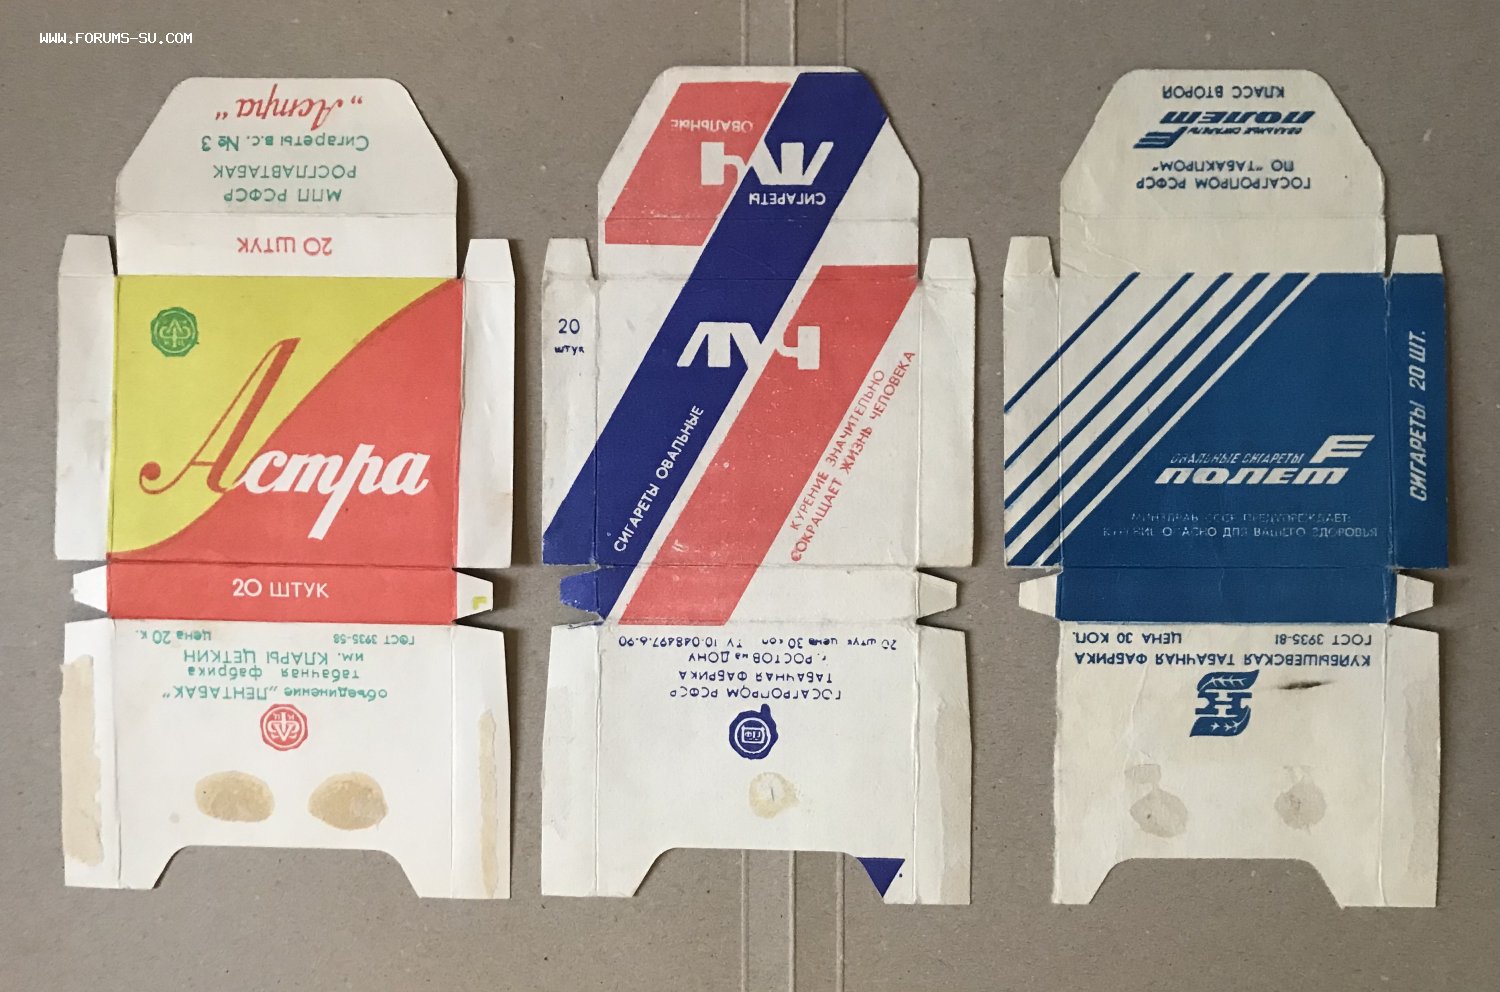 WWW.FORUMS-SU.COM
„Астра“
Сигареты в.с. № 3
РОСГЛАВТАБАК
МПП РСФСР
20 ШТУК
Астра
20 ШТУК
ГОСТ 3935-58 цена 20 к.
объединение „ЛЕНТАБАК“
табачная фабрика
им. КЛАРЫ ЦЕТКИН
ОВАЛЬНЫЕ
ЛУЧ
СИГАРЕТЫ
20
штук
ЛУЧ
СИГАРЕТЫ ОВАЛЬНЫЕ
КУРЕНИЕ ЗНАЧИТЕЛЬНО
СОКРАЩАЕТ ЖИЗНЬ ЧЕЛОВЕКА
ГОСАГРОПРОМ РСФСР
ТАБАЧНАЯ ФАБРИКА
г. РОСТОВ на ДОНУ
20 штук цена 30 коп ТУ 10.048497.6-90
ГОСАГРОПРОМ РСФСР
ПО "ТАБАКПРОМ"
ОВАЛЬНЫЕ СИГАРЕТЫ
ПОЛЕТ
КЛАСС ВТОРОЙ
ОВАЛЬНЫЕ СИГАРЕТЫ
ПОЛЕТ
МИНЗДРАВ СССР ПРЕДУПРЕЖДАЕТ:
КУРЕНИЕ ОПАСНО ДЛЯ ВАШЕГО ЗДОРОВЬЯ
СИГАРЕТЫ 20 ШТ.
К
КУЙБЫШЕВСКАЯ ТАБАЧНАЯ ФАБРИКА
ГОСТ 3935-81 ЦЕНА 30 КОП.